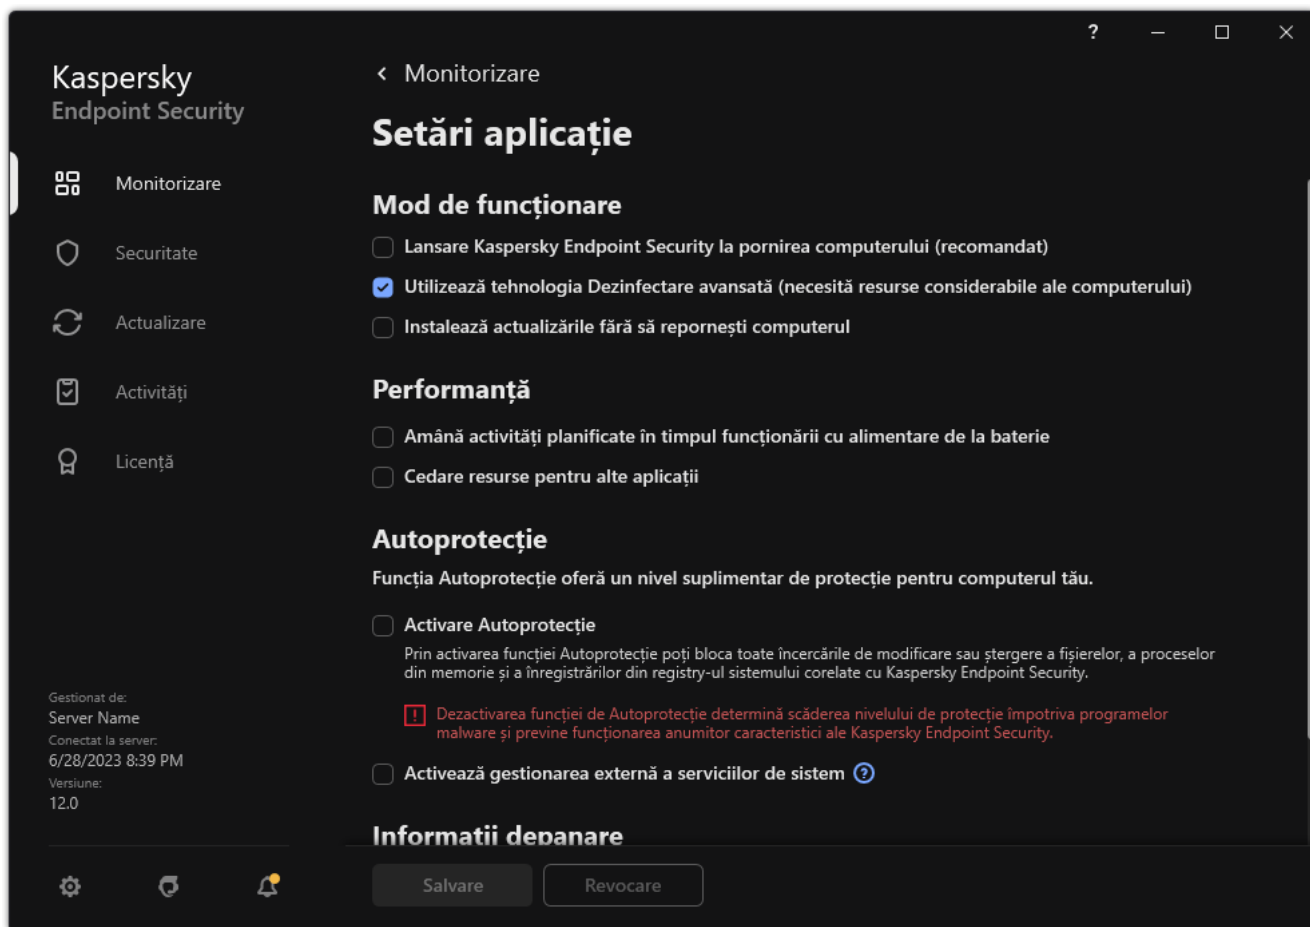 ?
Kaspersky
Endpoint Security
Monitorizare
Securitate
Actualizare
Activități
Licență
Gestionat de:
Server Name
Conectat la server:
6/28/2023 8:39 PM
Versiune:
12.0
Monitorizare
Setări aplicație
Mod de funcționare
Lansare Kaspersky Endpoint Security la pornirea computerului (recomandat)
Utilizează tehnologia Dezinfectare avansată (necesită resurse considerabile ale computerului)
Instalează actualizările fără să repornești computerul
Performanță
Amână activități planificate în timpul funcționării cu alimentare de la baterie
Cedare resurse pentru alte aplicații
Autoprotecție
Funcția Autoprotecție oferă un nivel suplimentar de protecție pentru computerul tău.
Activare Autoprotecție
Prin activarea funcției Autoprotecție poți bloca toate încercările de modificare sau ștergere a fișierelor, a proceselor
din memorie și a înregistrărilor din registry-ul sistemului corelate cu Kaspersky Endpoint Security.
Dezactivarea funcției de Autoprotecție determină scăderea nivelului de protecție împotriva programelor
malware și previne funcționarea anumitor caracteristici ale Kaspersky Endpoint Security.
Activează gestionarea externă a serviciilor de sistem ?
Informații depanare
Salvare
Revocare